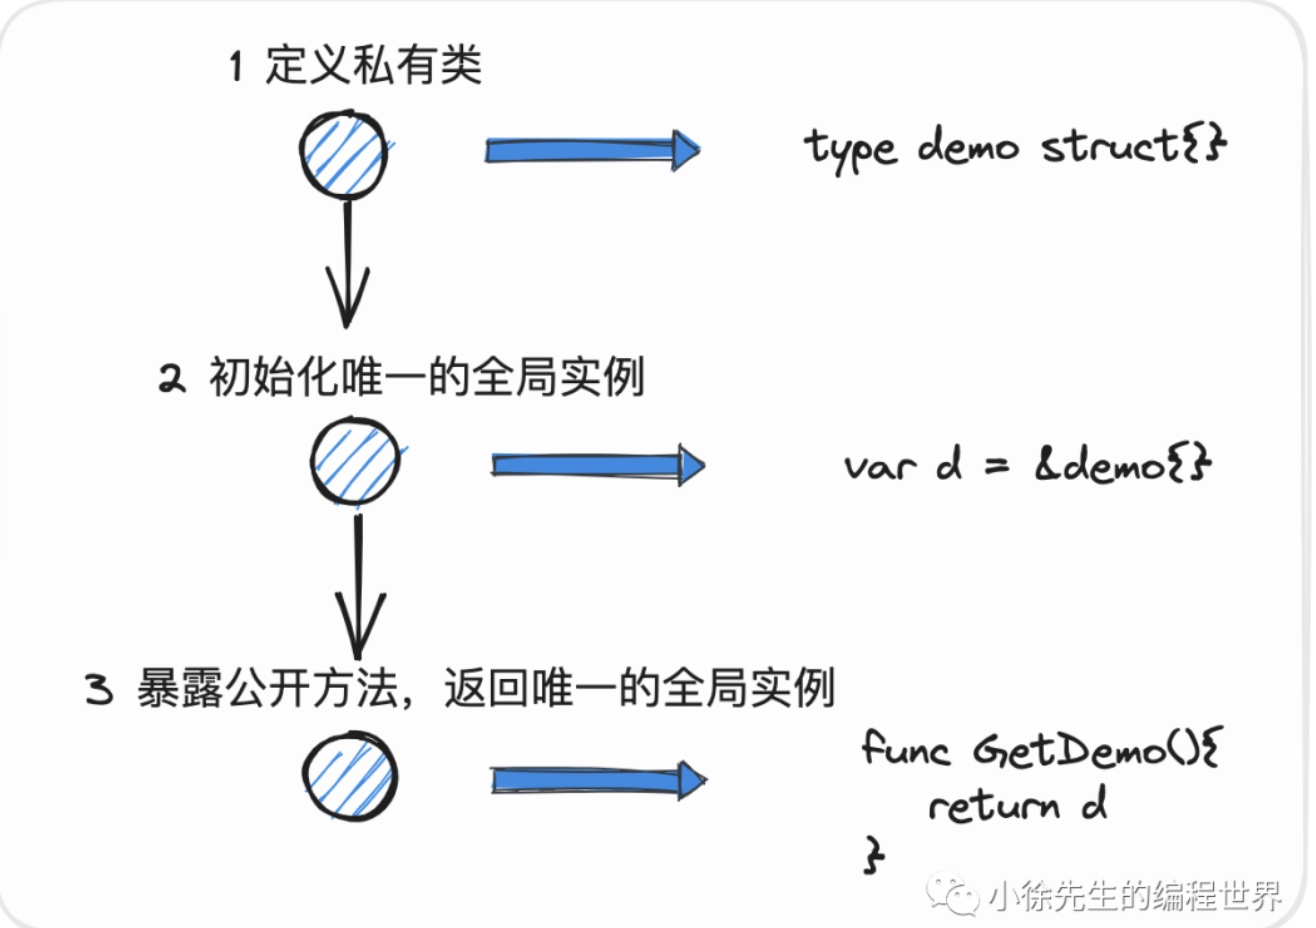 1 定义私有类
type demo struct{}
2 初始化唯一的全局实例
var d = &demo{}
3 暴露公开方法，返回唯一的全局实例
func GetDemo(){
return d
}
小徐先生的编程世界